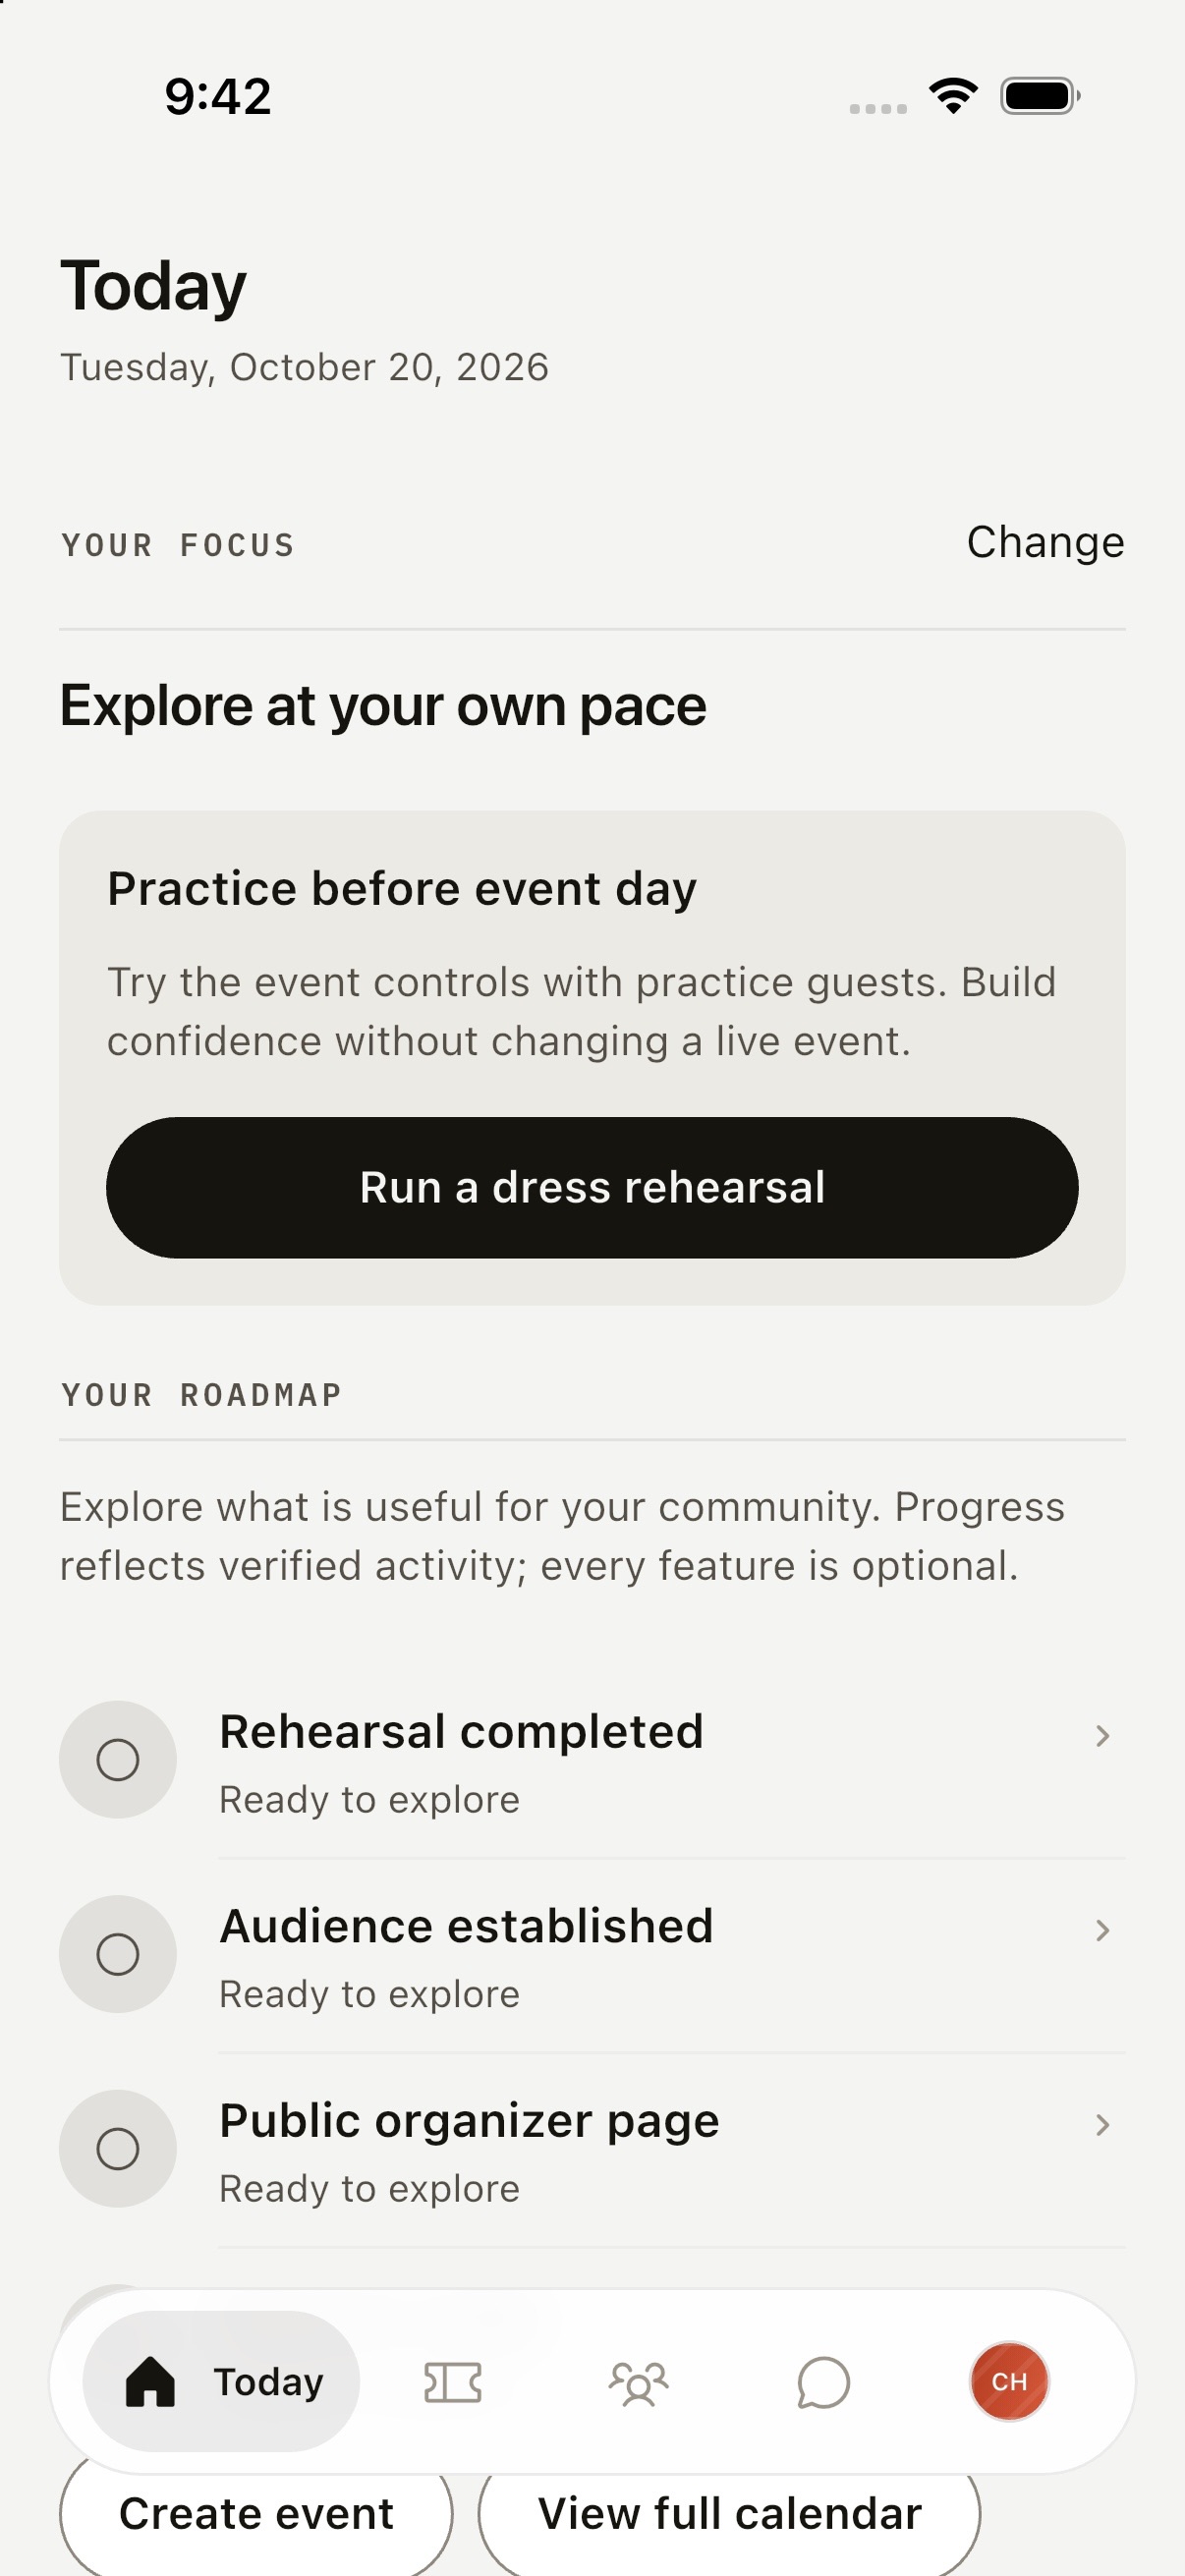 9:42
Today
Tuesday, October 20, 2026
YOUR FOCUS
Change
Explore at your own pace
Practice before event day
Try the event controls with practice guests. Build
confidence without changing a live event.
Run a dress rehearsal
YOUR ROADMAP
Explore what is useful for your community. Progress
reflects verified activity; every feature is optional.
Rehearsal completed
Ready to explore
Audience established
Ready to explore
Public organizer page
Ready to explore
Today
CH
Create event
View full calendar